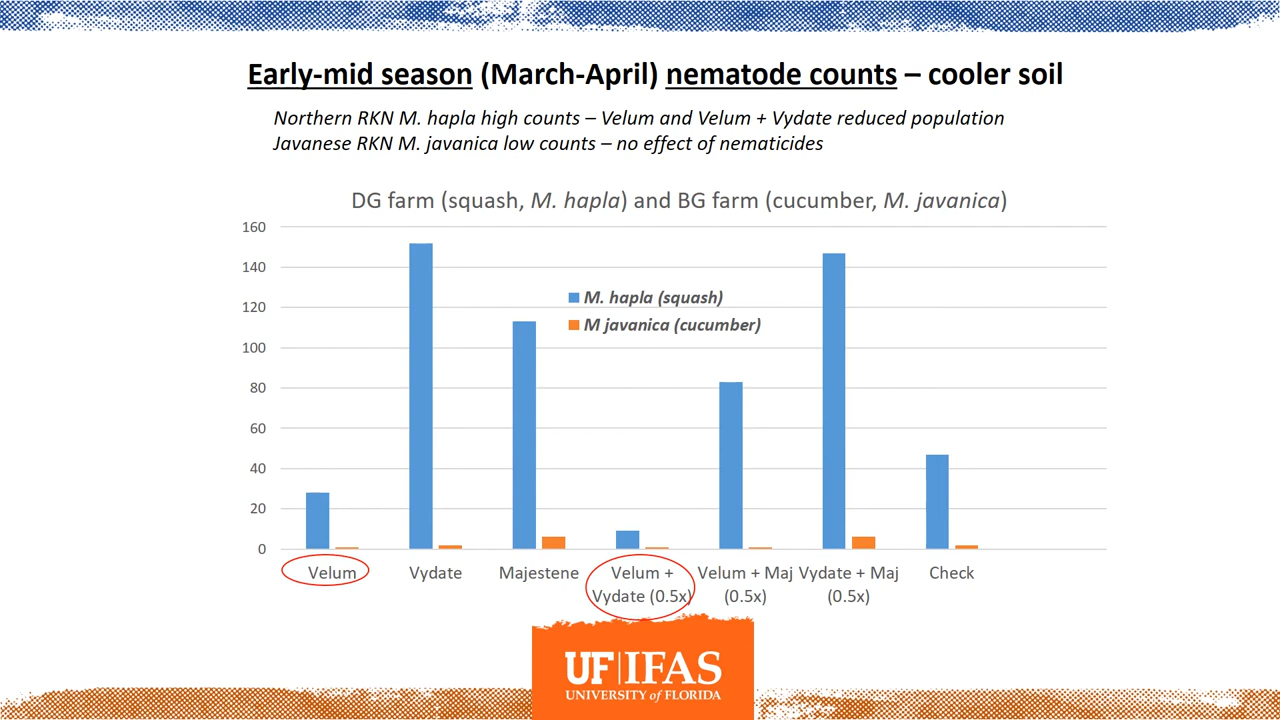 Early-mid season (March-April) nematode counts – cooler soil
Northern RKN M. hapla high counts – Velum and Velum + Vydate reduced population
Javanese RKN M. javanica low counts – no effect of nematicides
DG farm (squash, M. hapla) and BG farm (cucumber, M. javanica)
160
140
120
100
80
60
40
20
0
M. hapla (squash)
M javanica (cucumber)
Velum
Vydate
Majestene
Velum +
Vydate (0.5x)
Velum + Maj
(0.5x)
Vydate + Maj
(0.5x)
Check
UF|IFAS
UNIVERSITY of FLORIDA